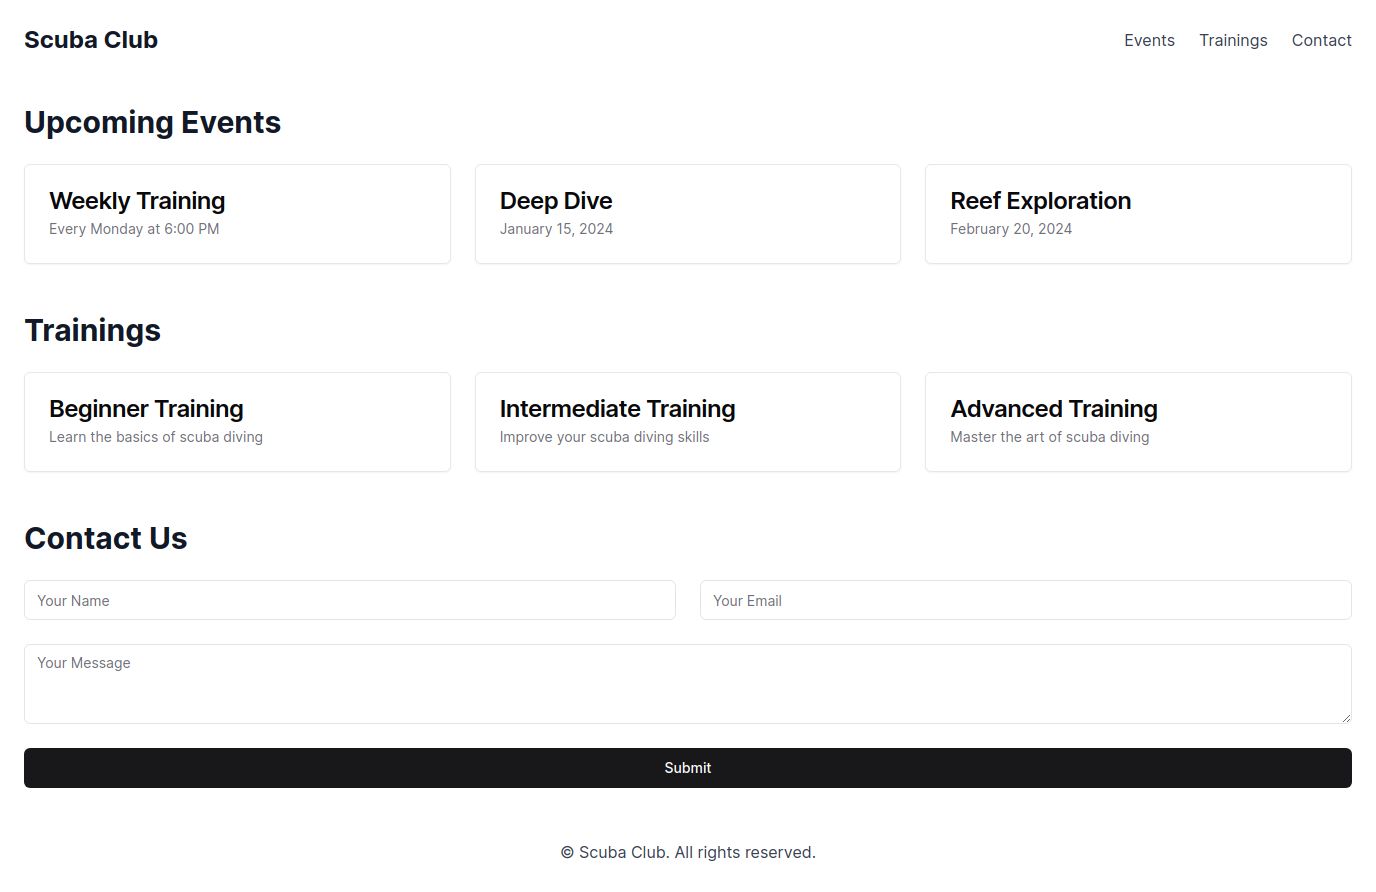 Scuba Club
Events Trainings Contact
Upcoming Events
Weekly Training
Every Monday at 6:00 PM
Deep Dive
January 15, 2024
Reef Exploration
February 20, 2024
Trainings
Beginner Training
Learn the basics of scuba diving
Intermediate Training
Improve your scuba diving skills
Advanced Training
Master the art of scuba diving
Contact Us
Your Name
Your Email
Your Message
Submit
© Scuba Club. All rights reserved.